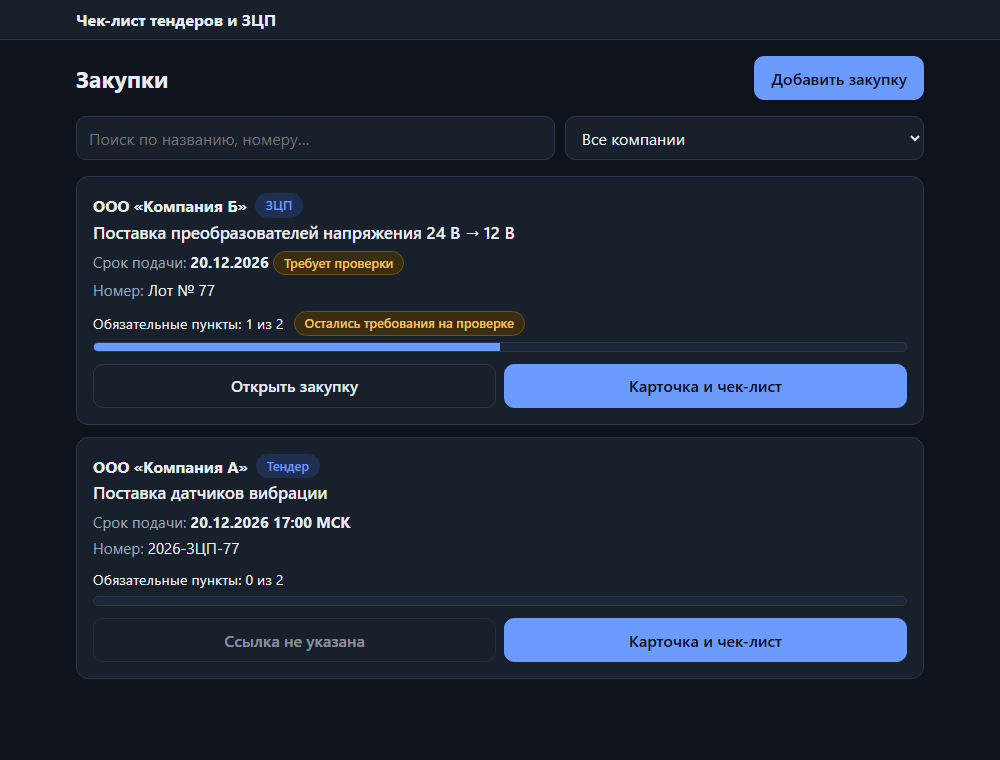 Чек-лист тендеров и ЗЦП
Закупки
Добавить закупку
Поиск по названию, номеру...
Все компании
ООО «Компания Б» ЗЦП
Поставка преобразователей напряжения 24 В → 12 В
Срок подачи: 20.12.2026 Требует проверки
Номер: Лот № 77
Обязательные пункты: 1 из 2 Остались требования на проверке
Открыть закупку
Карточка и чек-лист
ООО «Компания А» Тендер
Поставка датчиков вибрации
Срок подачи: 20.12.2026 17:00 МСК
Номер: 2026-ЗЦП-77
Обязательные пункты: 0 из 2
Ссылка не указана
Карточка и чек-лист